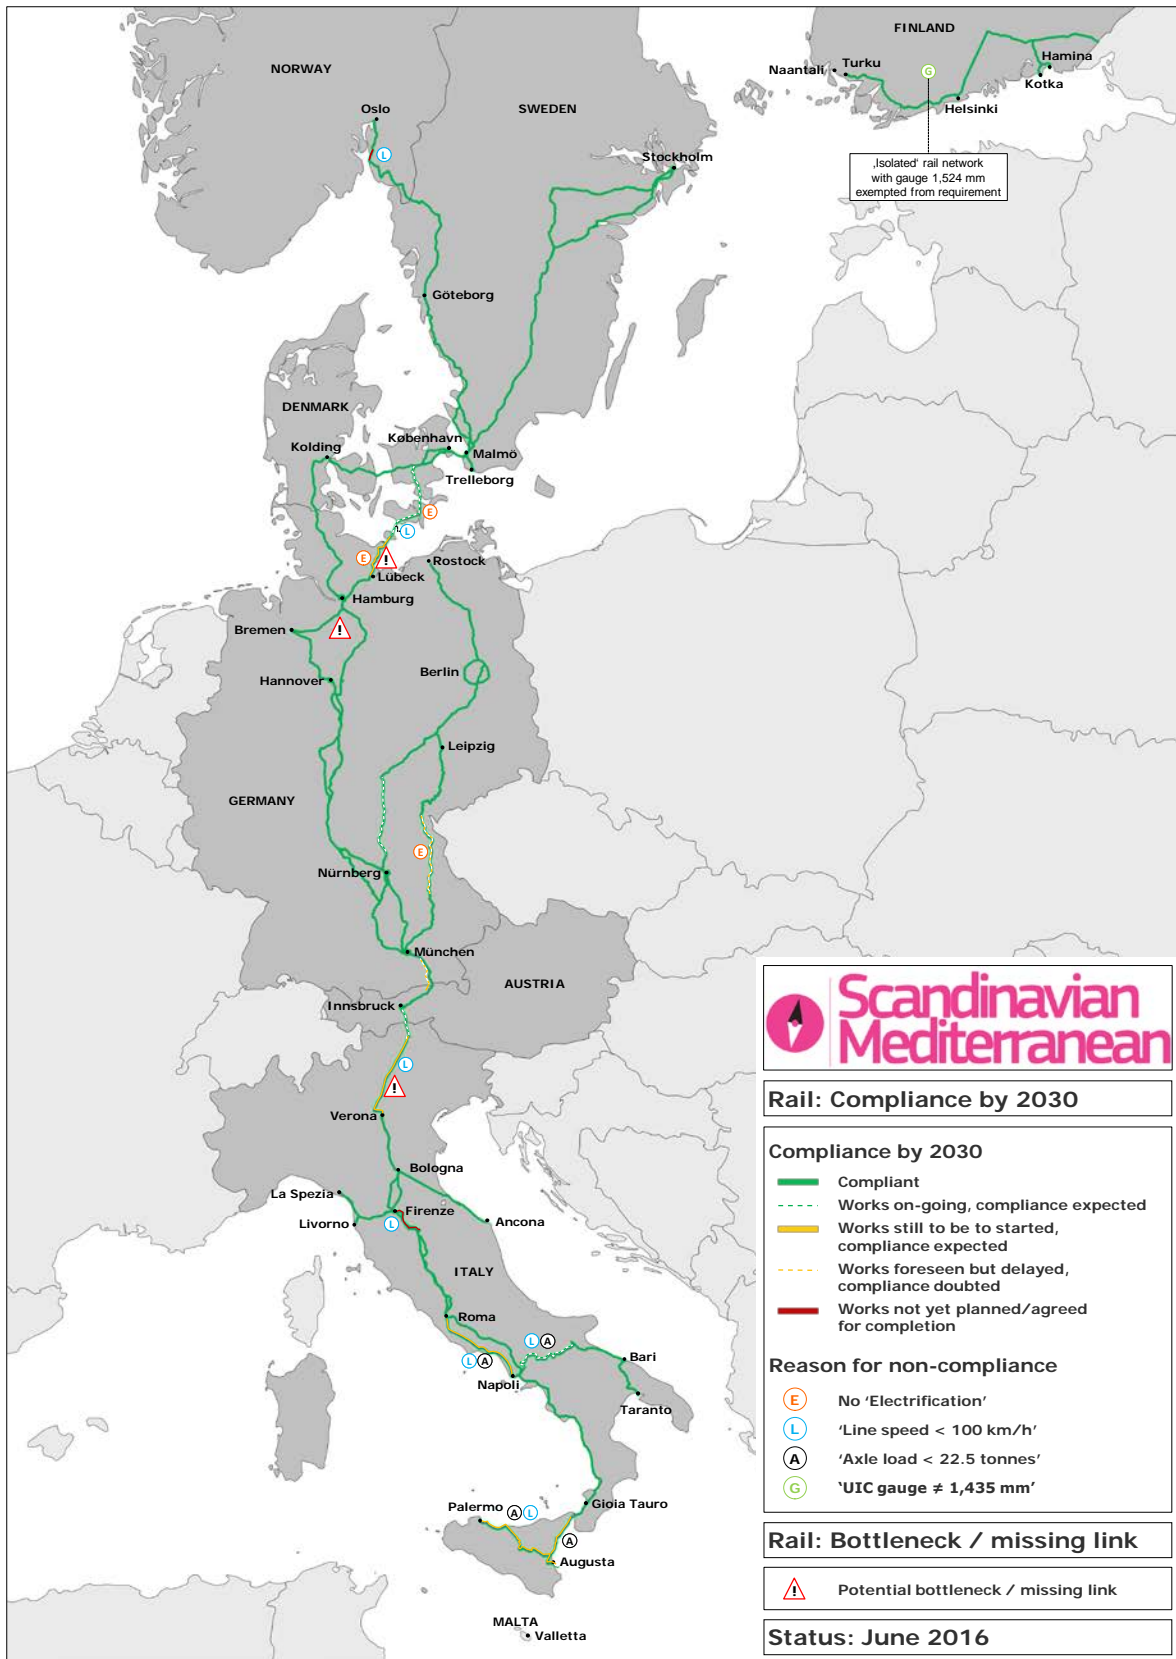 FINLAND
NORWAY
Naantali
Turku
Hamina
G
Kotka
Oslo
SWEDEN
Helsinki
L
Stockholm
‚Isolated‘ rail network
with gauge 1,524 mm
exempted from requirement
Göteborg
DENMARK
København
Kolding
Malmö
Trelleborg
E
L
E
!
Rostock
Lübeck
Hamburg
Bremen
!
Berlin
Hannover
Leipzig
GERMANY
E
Nürnberg
München
AUSTRIA
Innsbruck
L
!
Verona
Bologna
La Spezia
Firenze
Livorno
L
Ancona
ITALY
Roma
L A
L A
Bari
Napoli
Taranto
Gioia Tauro
Palermo
A L
A
Augusta
MALTA
Valletta
Scandinavian
Mediterranean
Rail: Compliance by 2030
Compliance by 2030
Compliant
Works on-going, compliance expected
Works still to be to started,
compliance expected
Works foreseen but delayed,
compliance doubted
Works not yet planned/agreed
for completion
Reason for non-compliance
E No ‘Electrification’
L ‘Line speed < 100 km/h’
A ‘Axle load < 22.5 tonnes’
G ‘UIC gauge ≠ 1,435 mm’
Rail: Bottleneck / missing link
! Potential bottleneck / missing link
Status: June 2016